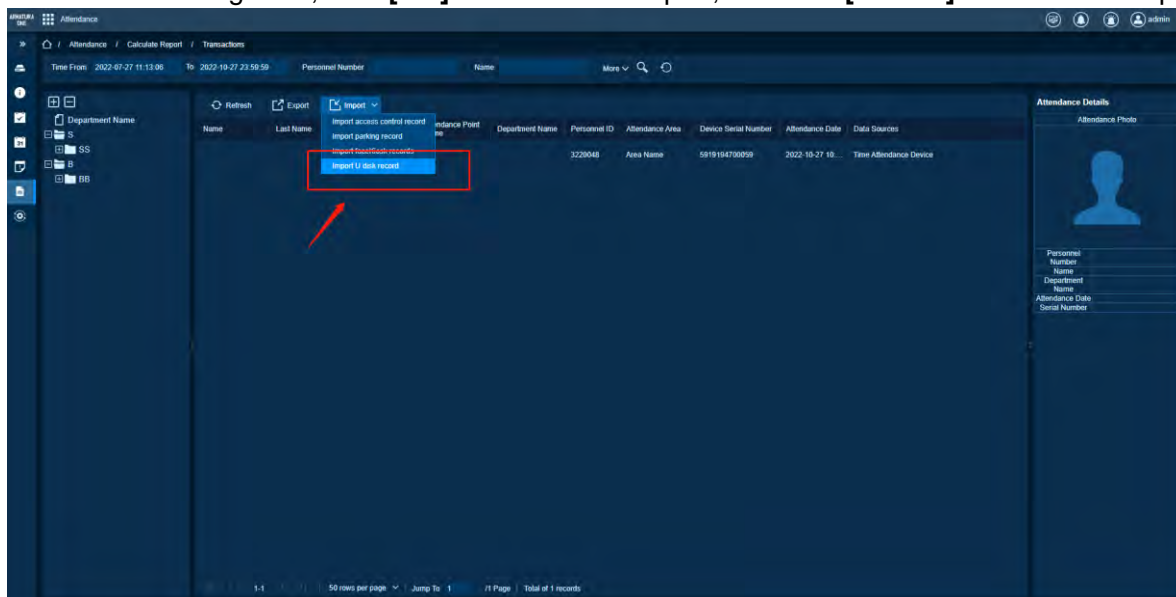 ARMATURA ONE
Attendance
admin
/ Attendance / Calculate Report / Transactions
Time From 2022-07-27 11:13:06 To 2022-10-27 23:59:59 Personnel Number Name More
Refresh Export Import
Department Name
S
SS
B
BB
Name Last Name Attendance Point Department Name Personnel ID Attendance Area Device Serial Number Attendance Date Data Sources
Import access control record
Import parking record
Import U disk record
3220048 Area Name 5919194700059 2022-10-27 10... Time Attendance Device
Attendance Details
Attendance Photo
Personnel
Number
Name
Department
Name
Attendance Date
Serial Number
1-1 50 rows per page Jump To 1 /1 Page Total of 1 records